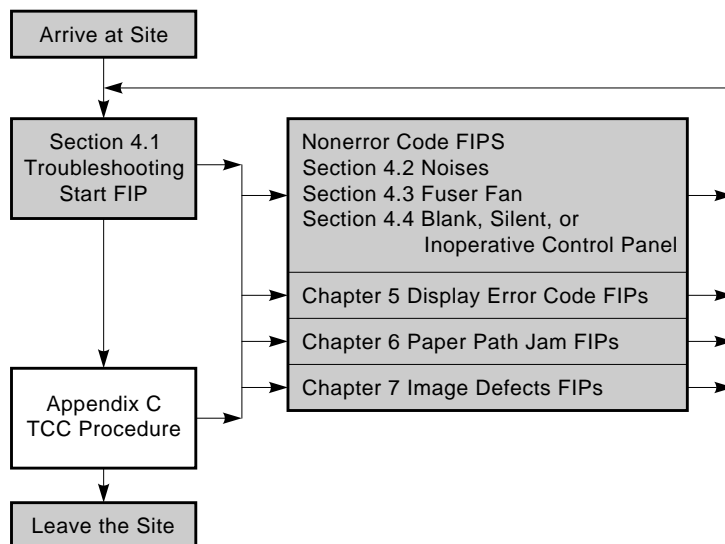 Arrive at Site
Section 4.1
Troubleshooting
Start FIP
Nonerror Code FIPS
Section 4.2 Noises
Section 4.3 Fuser Fan
Section 4.4 Blank, Silent, or
Inoperative Control Panel
Chapter 5 Display Error Code FIPs
Chapter 6 Paper Path Jam FIPs
Chapter 7 Image Defects FIPs
Appendix C
TCC Procedure
Leave the Site